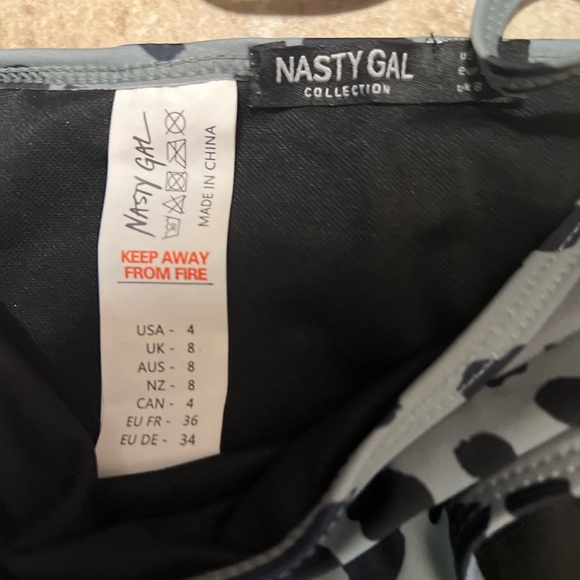 NASTY GAL
COLLECTION
NASTY GAL
MADE IN CHINA
KEEP AWAY
FROM FIRE
USA - 4
UK - 8
AUS - 8
NZ - 8
CAN - 4
EU FR - 36
EU DE - 34